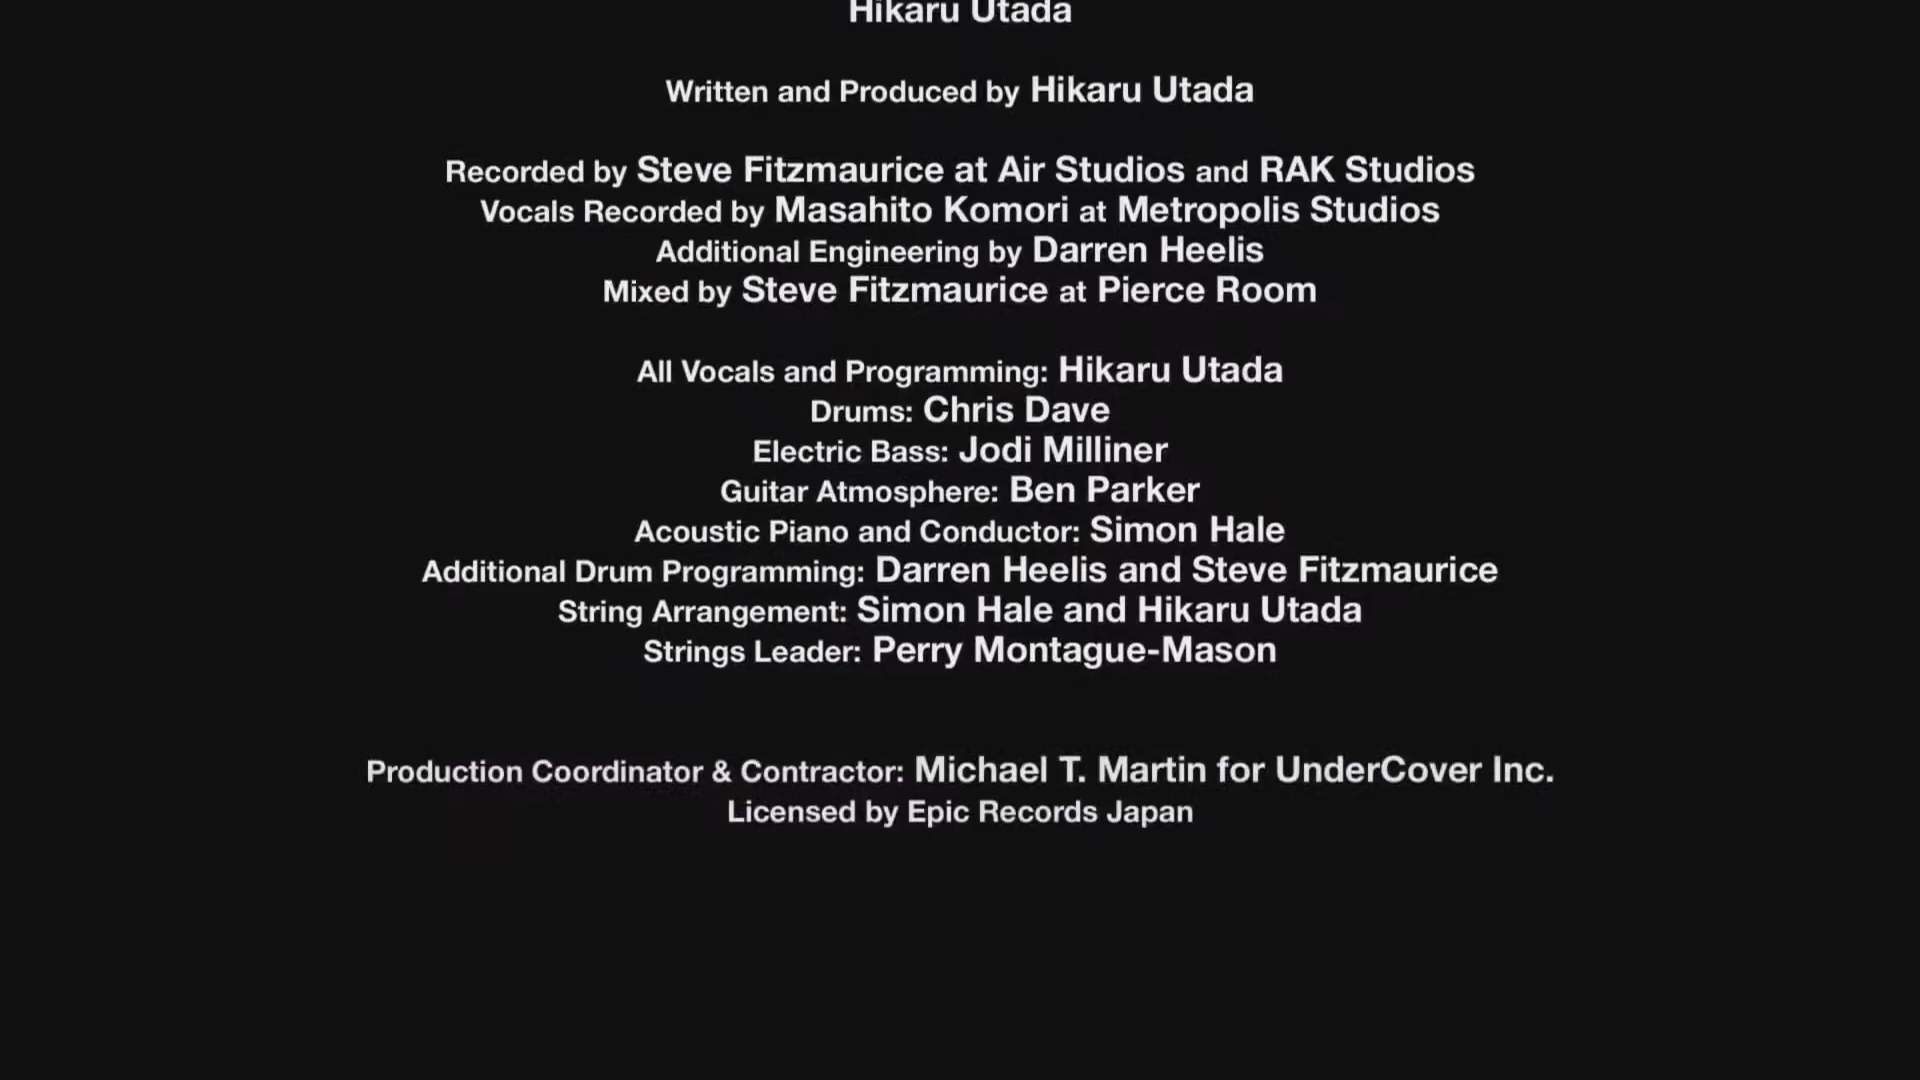 Hikaru Utada
Written and Produced by Hikaru Utada
Recorded by Steve Fitzmaurice at Air Studios and RAK Studios
Vocals Recorded by Masahito Komori at Metropolis Studios
Additional Engineering by Darren Heelis
Mixed by Steve Fitzmaurice at Pierce Room
All Vocals and Programming: Hikaru Utada
Drums: Chris Dave
Electric Bass: Jodi Milliner
Guitar Atmosphere: Ben Parker
Acoustic Piano and Conductor: Simon Hale
Additional Drum Programming: Darren Heelis and Steve Fitzmaurice
String Arrangement: Simon Hale and Hikaru Utada
Strings Leader: Perry Montague-Mason
Production Coordinator & Contractor: Michael T. Martin for UnderCover Inc.
Licensed by Epic Records Japan